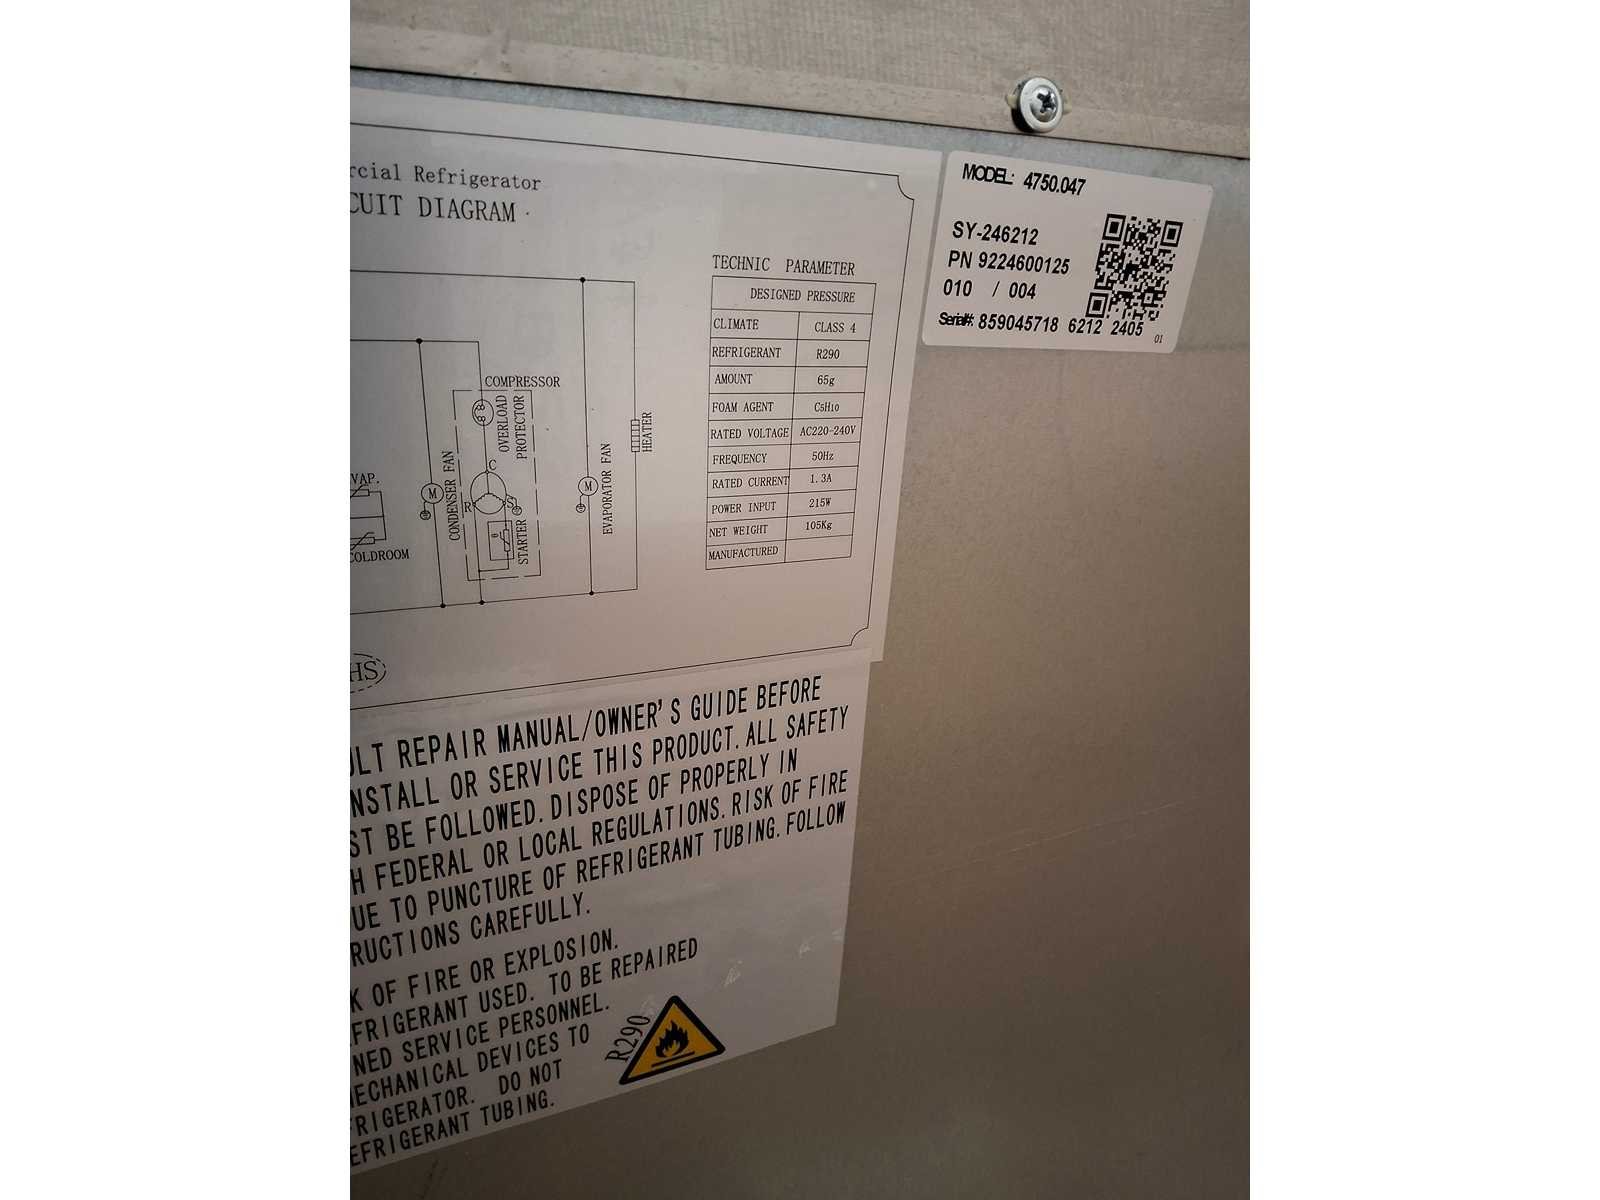 rcial Refrigerator
CUIT DIAGRAM
COMPRESSOR
OVERLOAD
PROTECTOR
CONDENSER FAN
M
C
R
S
STARTER
M
EVAPORATOR FAN
HEATER
VAP.
COLDROOM
TECHNIC PARAMETER
DESIGNED PRESSURE
CLIMATE CLASS 4
REFRIGERANT R290
AMOUNT 65g
FOAM AGENT C5H10
RATED VOLTAGE AC220-240V
FREQUENCY 50Hz
RATED CURRENT 1.3A
POWER INPUT 215W
NET WEIGHT 105Kg
MANUFACTURED
HS
MODEL: 4750.047
SY-246212
PN 9224600125
010 / 004
Serial#: 859045718 6212 2405
01
ULT REPAIR MANUAL/OWNER'S GUIDE BEFORE
NSTALL OR SERVICE THIS PRODUCT. ALL SAFETY
ST BE FOLLOWED. DISPOSE OF PROPERLY IN
H FEDERAL OR LOCAL REGULATIONS. RISK OF FIRE
UE TO PUNCTURE OF REFRIGERANT TUBING. FOLLOW
RUCTIONS CAREFULLY.
K OF FIRE OR EXPLOSION.
EFRIGERANT USED. TO BE REPAIRED
NED SERVICE PERSONNEL.
MECHANICAL DEVICES TO
FRIGERATOR. DO NOT
EFRIGERANT TUBING.
R290